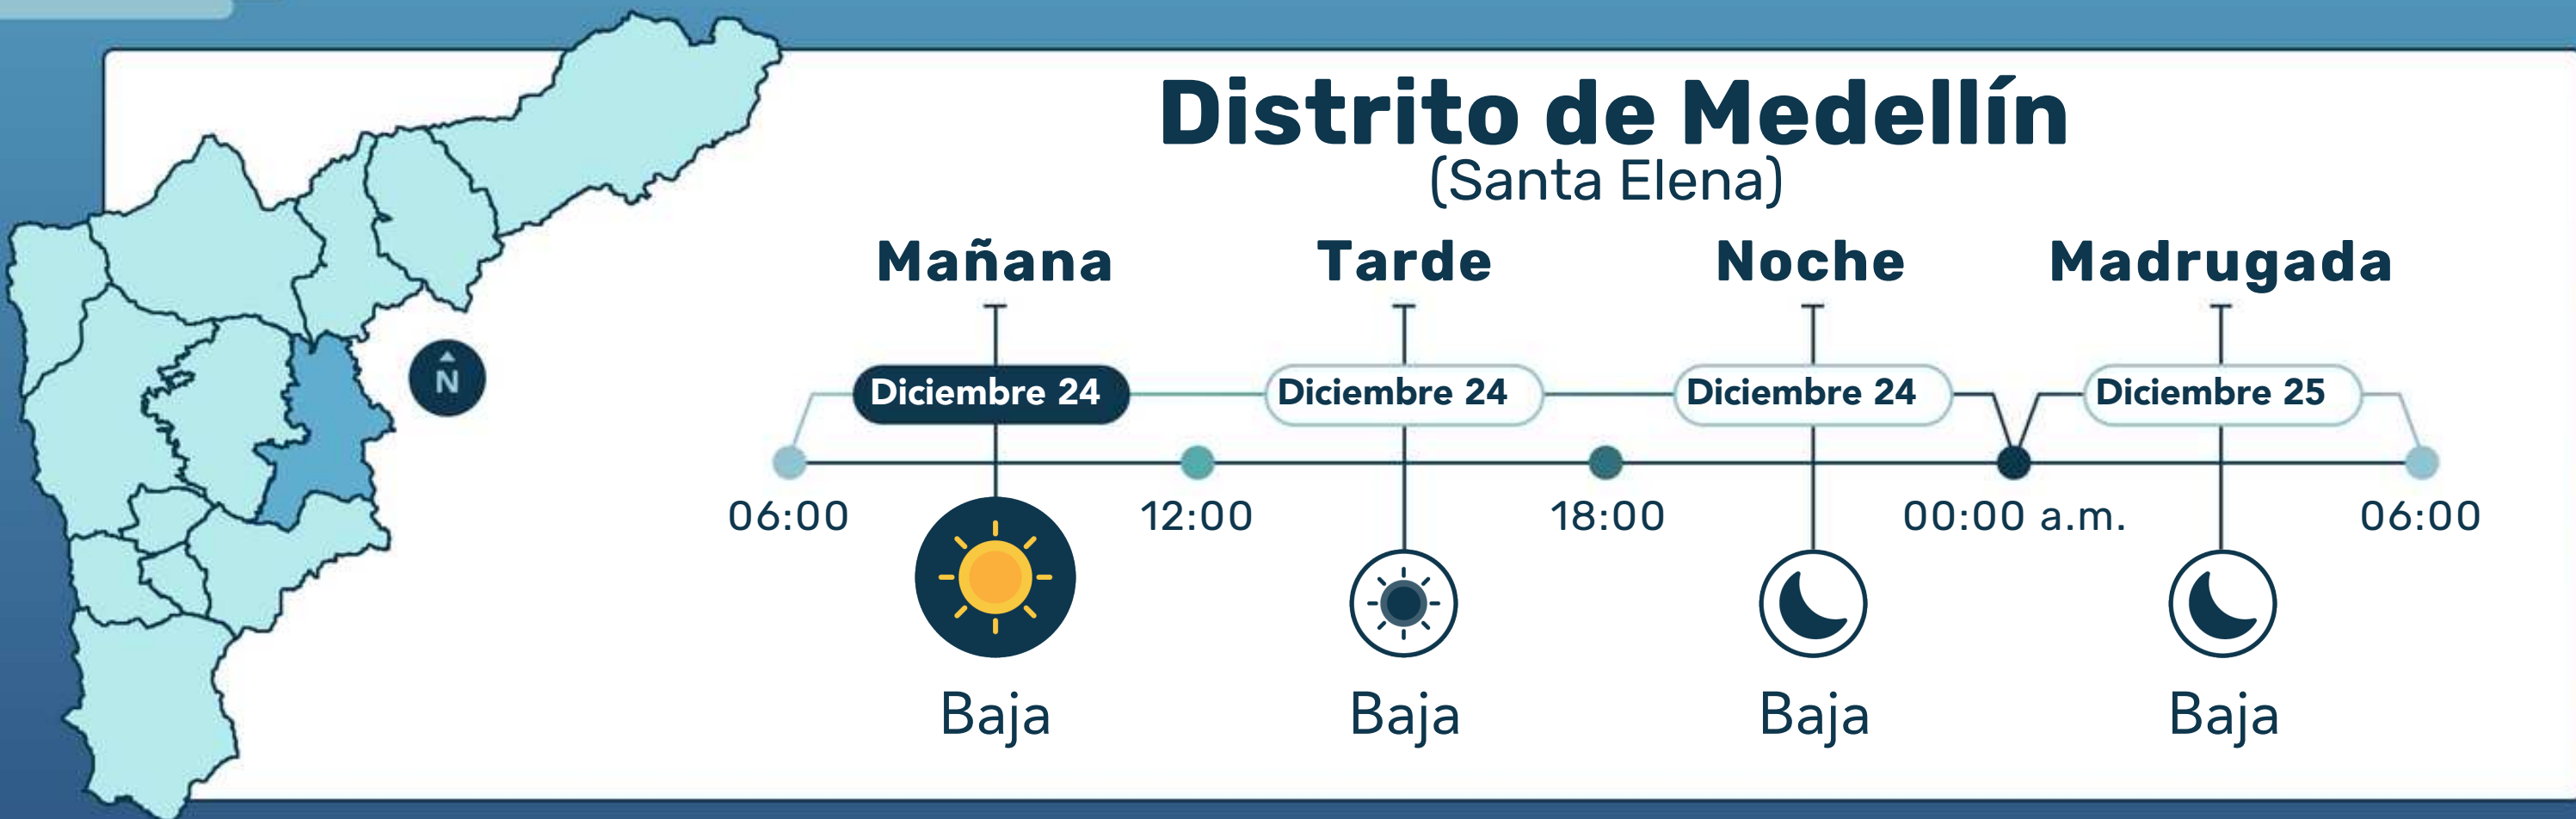 Distrito de Medellín
(Santa Elena)
Mañana Tarde Noche Madrugada
Diciembre 24 Diciembre 24 Diciembre 24 Diciembre 25
N
06:00 12:00 18:00 00:00 a.m. 06:00
Baja Baja Baja Baja